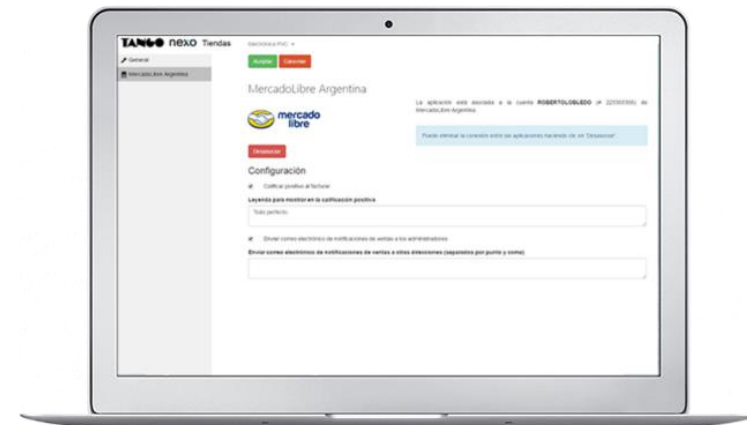 TANGO nexo Tiendas
Electrónica PVC
General
MercadoLibre Argentina
Aceptar
Cancelar
MercadoLibre Argentina
mercado
libre
La aplicación está asociada a la cuenta ROBERTOLOBLEDO de
MercadoLibre Argentina.
Puede eliminar la conexión entre las aplicaciones haciendo clic en "Desasociar".
Desasociar
Configuración
Calificar positivo al facturar
Leyenda para mostrar en la calificación positiva
Todo perfecto
Enviar correo electrónico de notificaciones de ventas a los administradores
Enviar correo electrónico de notificaciones de ventas a otras direcciones (separados por punto y coma)